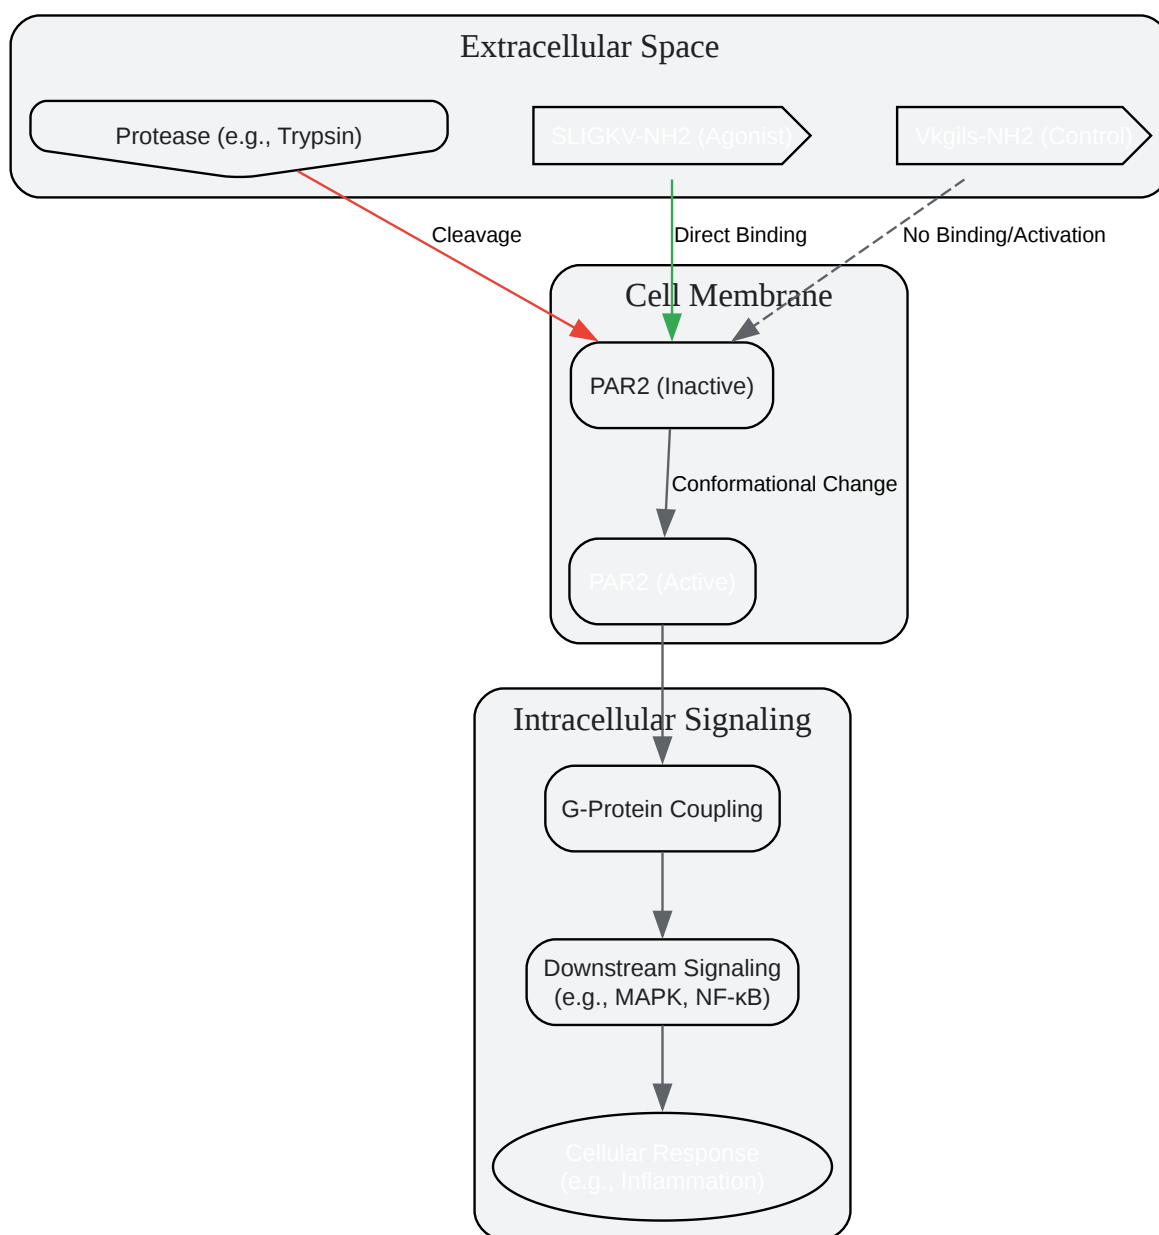 Extracellular Space
Protease (e.g., Trypsin)
SLIGKV-NH2 (Agonist)
Vkgils-NH2 (Control)
Cleavage
Direct Binding
No Binding/Activation
Cell Membrane
PAR2 (Inactive)
Conformational Change
PAR2 (Active)
Intracellular Signaling
G-Protein Coupling
Downstream Signaling
(e.g., MAPK, NF-κB)
Cellular Response
(e.g., Inflammation)